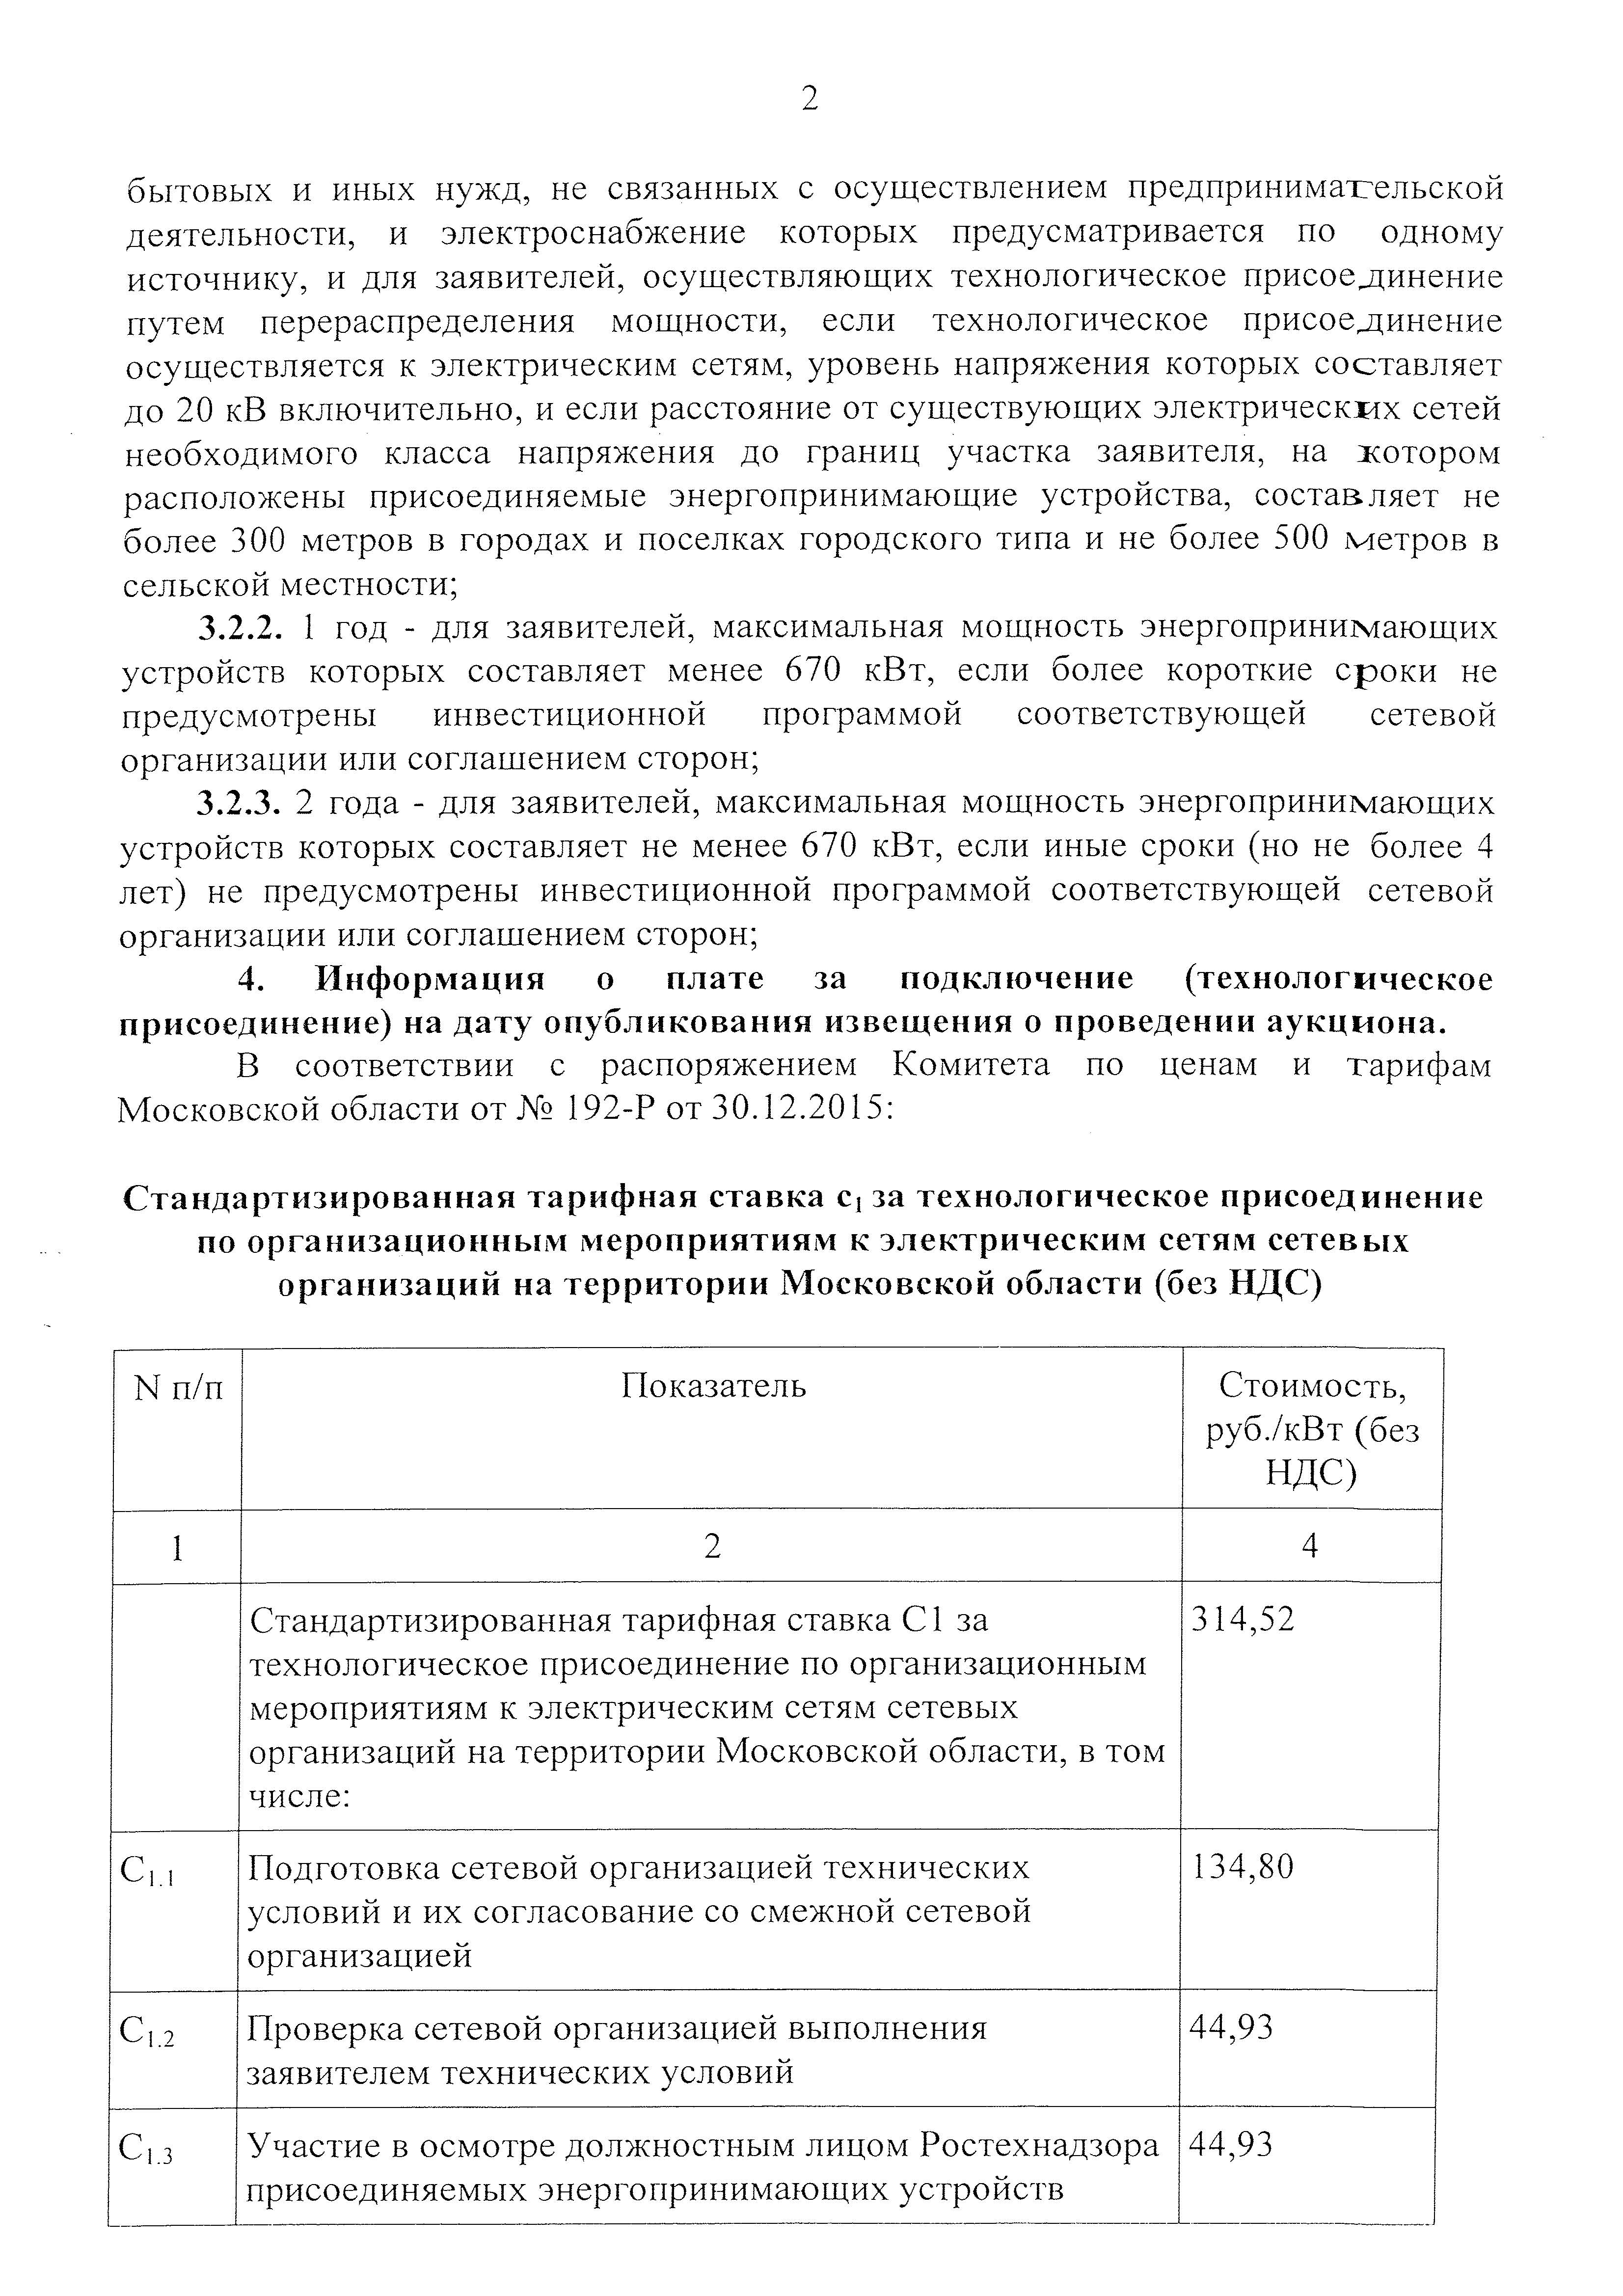 2
бытовых и иных нужд, не связанных с осуществлением предпринимательской
деятельности, и электроснабжение которых предусматривается по одному
источнику, и для заявителей, осуществляющих технологическое присоединение
путем перераспределения мощности, если технологическое присоединение
осуществляется к электрическим сетям, уровень напряжения которых составляет
до 20 кВ включительно, и если расстояние от существующих электрических сетей
необходимого класса напряжения до границ участка заявителя, на котором
расположены присоединяемые энергопринимающие устройства, составляет не
более 300 метров в городах и поселках городского типа и не более 500 метров в
сельской местности;
3.2.2. 1 год - для заявителей, максимальная мощность энергопринимающих
устройств которых составляет менее 670 кВт, если более короткие сроки не
предусмотрены инвестиционной программой соответствующей сетевой
организации или соглашением сторон;
3.2.3. 2 года - для заявителей, максимальная мощность энергопринимающих
устройств которых составляет не менее 670 кВт, если иные сроки (но не более 4
лет) не предусмотрены инвестиционной программой соответствующей сетевой
организации или соглашением сторон;
4. Информация о плате за подключение (технологическое
присоединение) на дату опубликования извещения о проведении аукциона.
В соответствии с распоряжением Комитета по ценам и тарифам
Московской области от № 192-Р от 30.12.2015:
Стандартизированная тарифная ставка с₁ за технологическое присоединение
по организационным мероприятиям к электрическим сетям сетевых
организаций на территории Московской области (без НДС)
N п/п
Показатель
Стоимость,
руб./кВт (без
НДС)
1
2
4
Стандартизированная тарифная ставка С1 за
технологическое присоединение по организационным
мероприятиям к электрическим сетям сетевых
организаций на территории Московской области, в том
числе:
314,52
С₁.₁
Подготовка сетевой организацией технических
условий и их согласование со смежной сетевой
организацией
134,80
С₁.₂
Проверка сетевой организацией выполнения
заявителем технических условий
44,93
С₁.₃
Участие в осмотре должностным лицом Ростехнадзора
присоединяемых энергопринимающих устройств
44,93